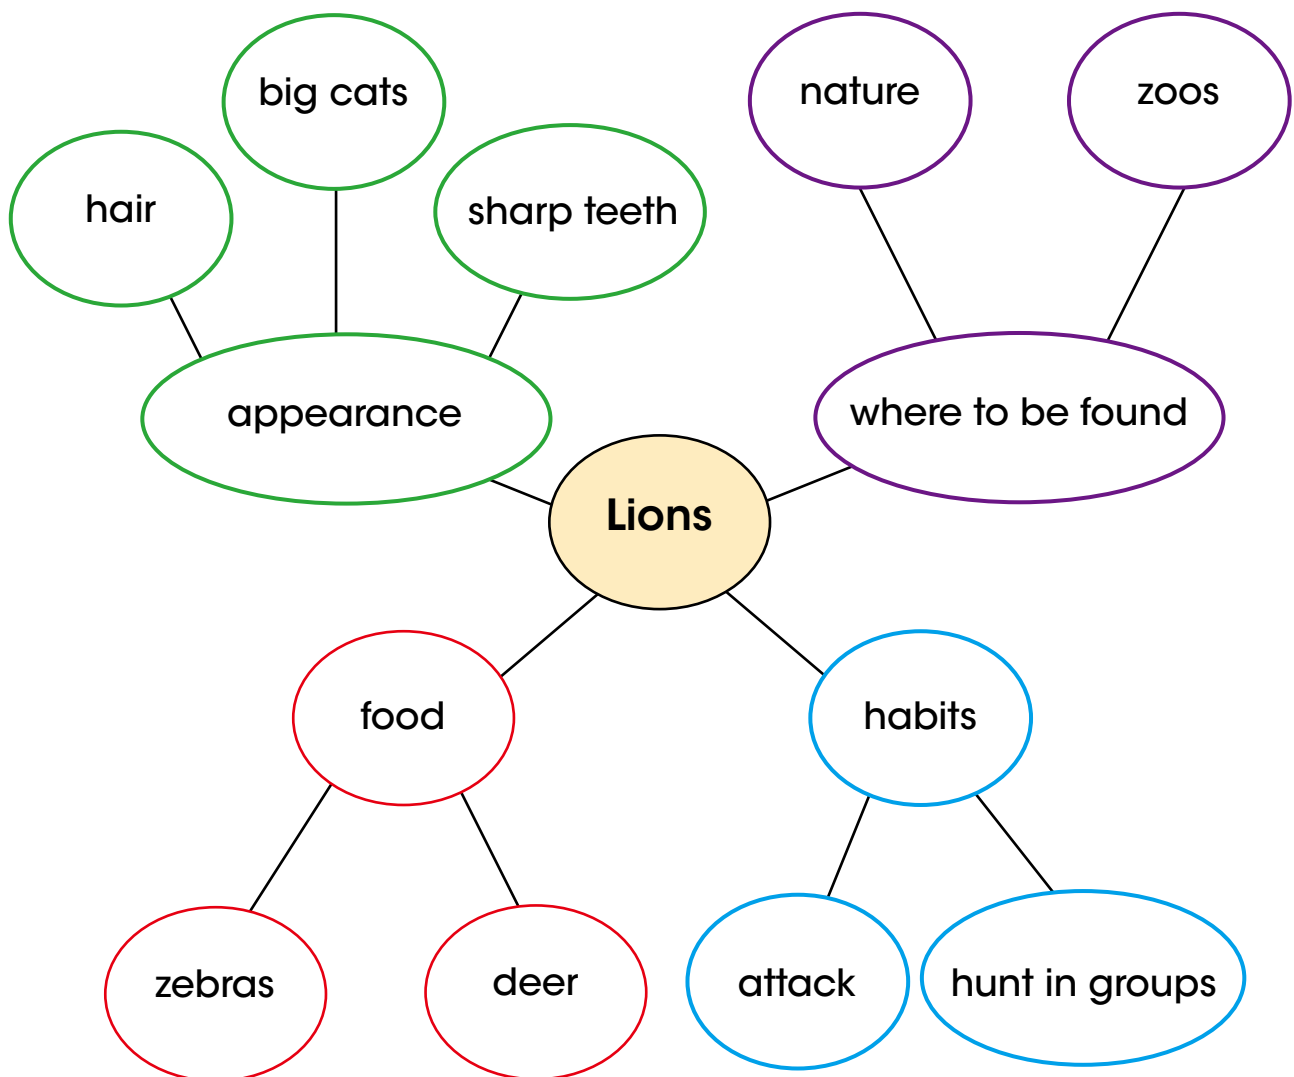 big cats
nature
zoos
hair
sharp teeth
appearance
where to be found
Lions
food
habits
zebras
deer
attack
hunt in groups